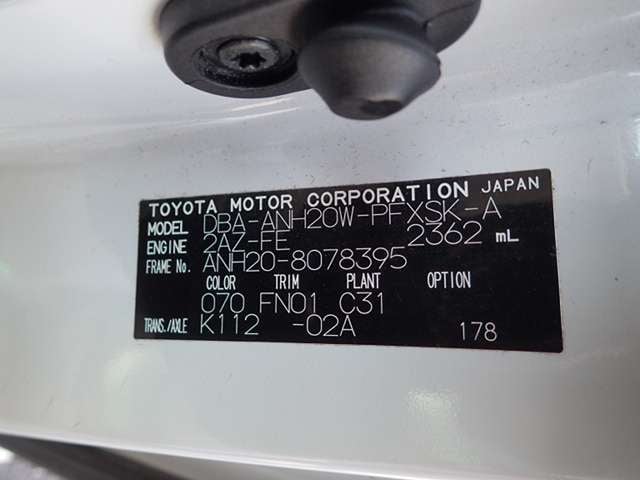 TOYOTA MOTOR CORPORATION JAPAN
MODEL DBA-ANH20W-PFXSK-A
ENGINE 2AZ-FE 2362 mL
FRAME No. ANH20-8078395
COLOR TRIM PLANT OPTION
070 FN01 C31
TRANS./AXLE K112 -02A 178